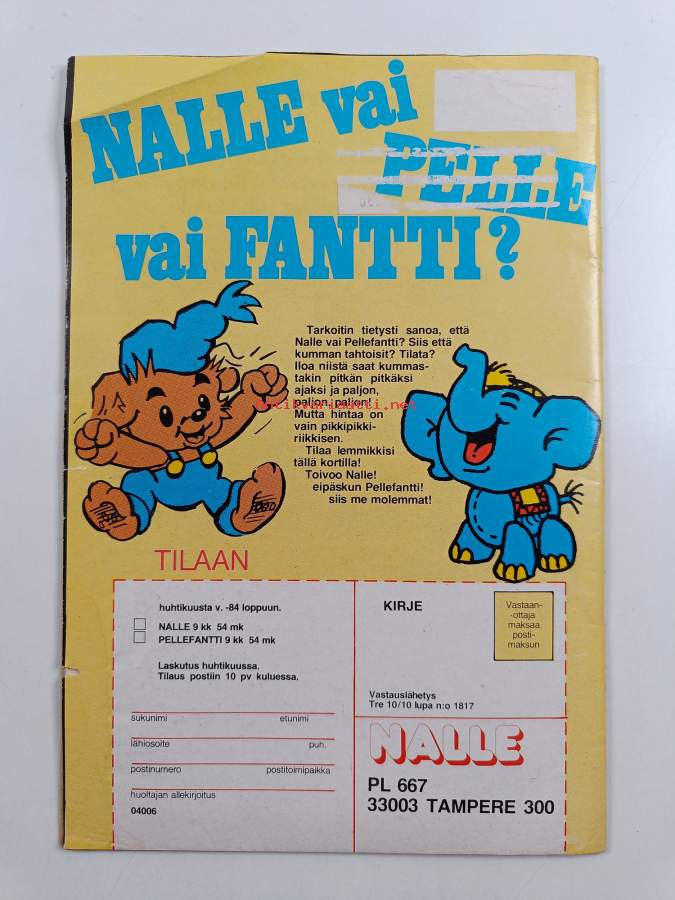 NALLE vai
PELLE
vai FANTTI?
Tarkoitin tietysti sanoa, että
Nalle vai Pellefantti? Siis että
kumman tahtoisit? Tilata?
Iloa niistä saat kummas-
takin pitkän pitkäksi
ajaksi ja paljon,
paljon, paljon!
antikvariaatti.net
Mutta hintaa on
vain pikkipikki-
riikkisen.
Tilaa lemmikkisi
tällä kortilla!
Toivoo Nalle!
eipäskun Pellefantti!
siis me molemmat!
TILAAN
huhtikuusta v. -84 loppuun.
NALLE 9 kk 54 mk
PELLEFANTTI 9 kk 54 mk
Laskutus huhtikuussa.
Tilaus postiin 10 pv kuluessa.
sukunimi etunimi
lähiosoite puh.
postinumero postitoimipaikka
huoltajan allekirjoitus
04006
KIRJE
Vastaan-
ottaja
maksaa
posti-
maksun
Vastauslähetys
Tre 10/10 lupa n:o 1817
NALLE
PL 667
33003 TAMPERE 300